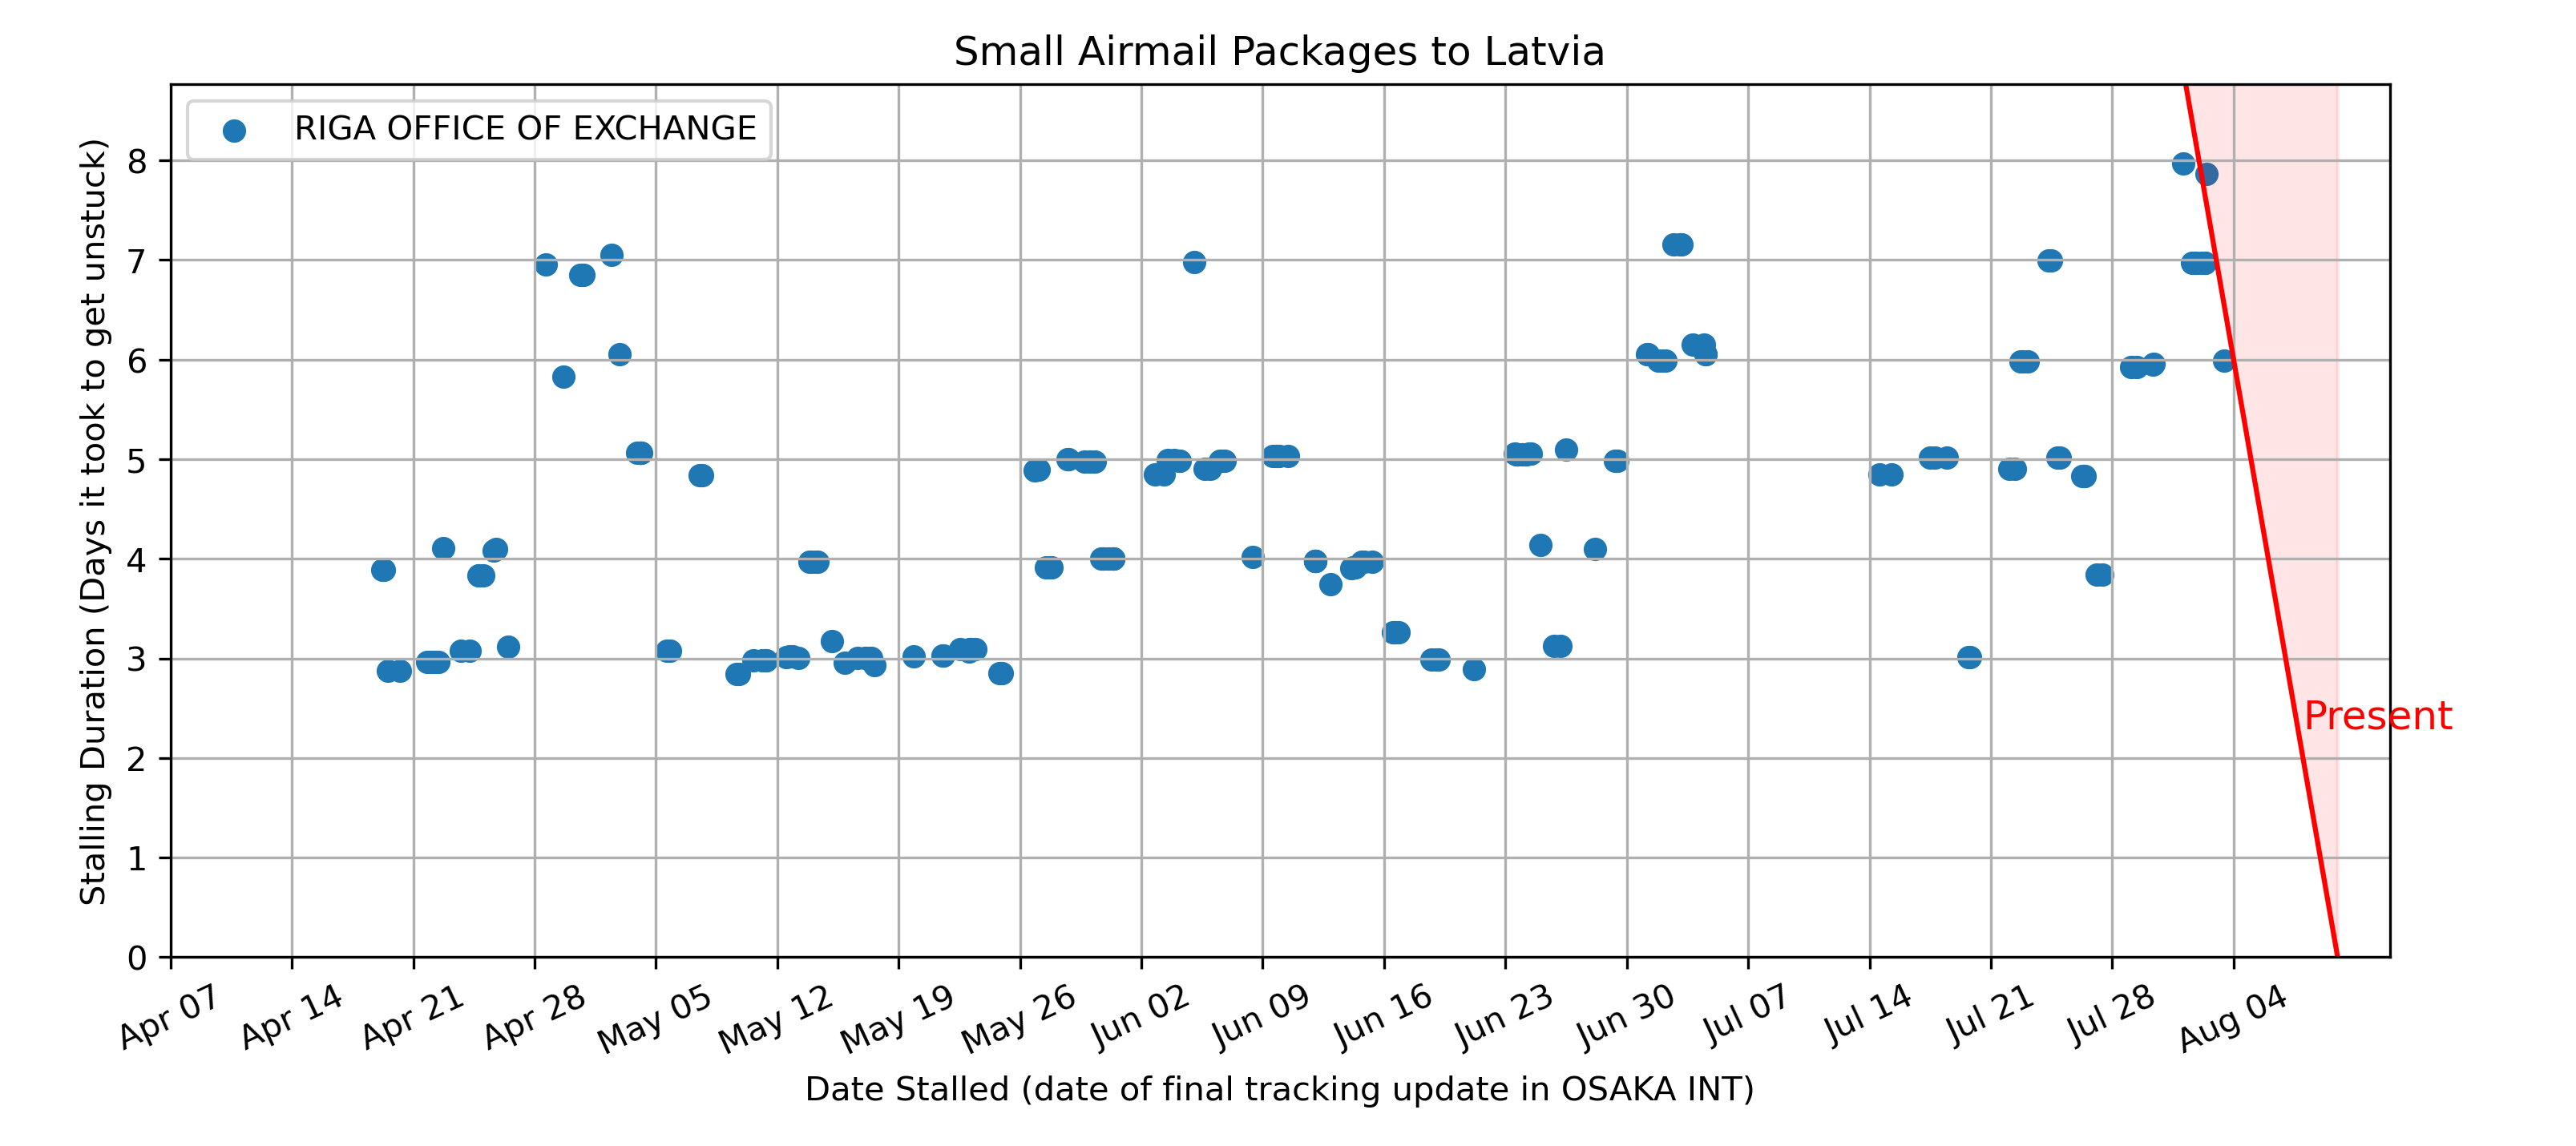 Small Airmail Packages to Latvia
RIGA OFFICE OF EXCHANGE
Stalling Duration (Days it took to get unstuck)
8
7
6
5
4
3
2
1
0
Present
Apr 07
Apr 14
Apr 21
Apr 28
May 05
May 12
May 19
May 26
Jun 02
Jun 09
Jun 16
Jun 23
Jun 30
Jul 07
Jul 14
Jul 21
Jul 28
Aug 04
Date Stalled (date of final tracking update in OSAKA INT)